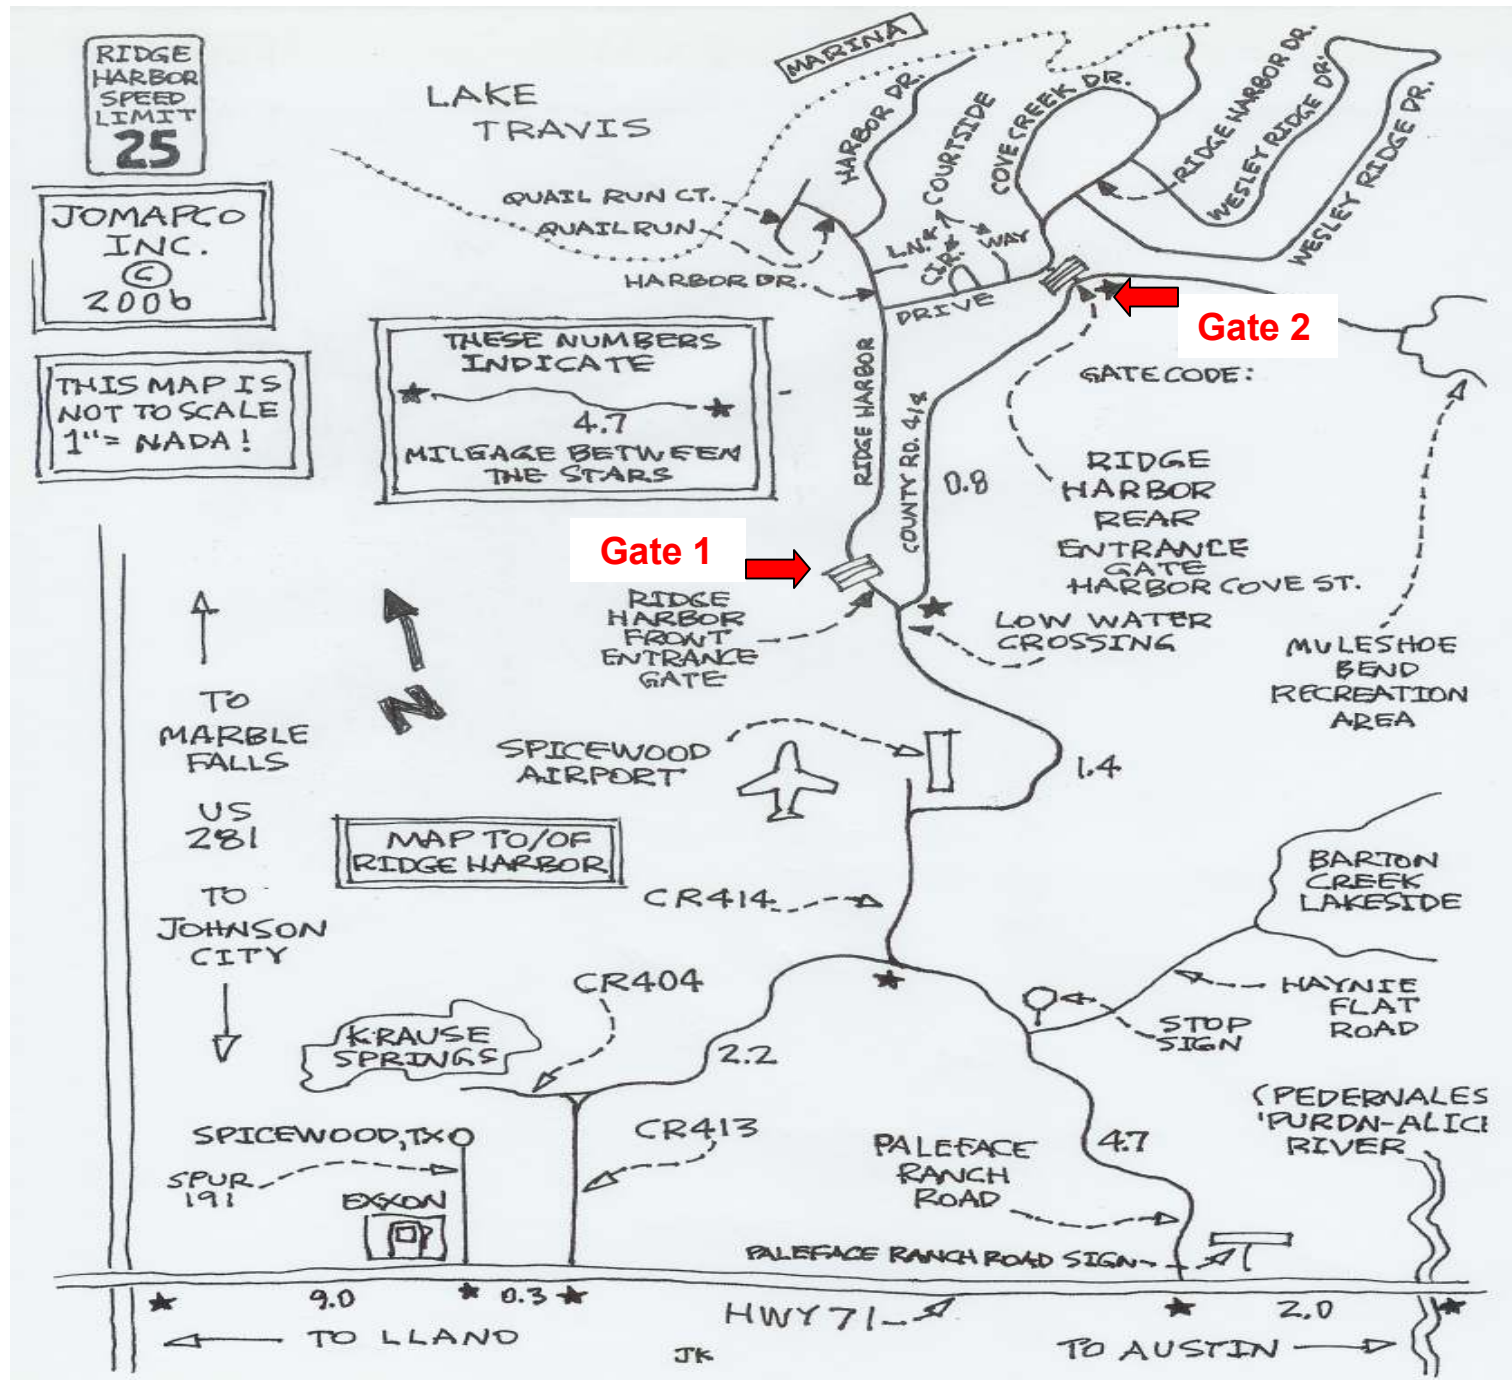 RIDGE
HARBOR
SPEED
LIMIT
25
JOMAPCO
INC.
©
2006
THIS MAP IS
NOT TO SCALE
1"= NADA!
LAKE
TRAVIS
MARINA
HARBOR DR.
COURTSIDE
COVE CREEK DR.
RIDGE HARBOR DR.
WESLEY RIDGE DR.
WESLEY RIDGE DR.
QUAIL RUN CT.
QUAIL RUN
HARBOR DR.
LN. &
CIR. &
WAY
DRIVE
THESE NUMBERS
INDICATE
4.7
MILEAGE BETWEEN
THE STARS
RIDGE HARBOR
COUNTY RD. 414
0.8
Gate 2
GATE CODE:
RIDGE
HARBOR
REAR
ENTRANCE
GATE
HARBOR COVE ST.
Gate 1
RIDGE
HARBOR
FRONT
ENTRANCE
GATE
LOW WATER
CROSSING
MULESHOE
BEND
RECREATION
AREA
N
TO
MARBLE
FALLS
US
281
TO
JOHNSON
CITY
SPICEWOOD
AIRPORT
1.4
MAP TO/OF
RIDGE HARBOR
CR414
BARTON
CREEK
LAKESIDE
CR404
KRAUSE
SPRINGS
2.2
STOP
SIGN
HAYNIE
FLAT
ROAD
SPICEWOOD, TX
SPUR
191
EXXON
CR413
PALEFACE
RANCH
ROAD
4.7
(PEDERNALES
'PURDN-ALICI
RIVER
PALEFACE RANCH ROAD SIGN
9.0
0.3
HWY 71
2.0
TO LLANO
JK
TO AUSTIN